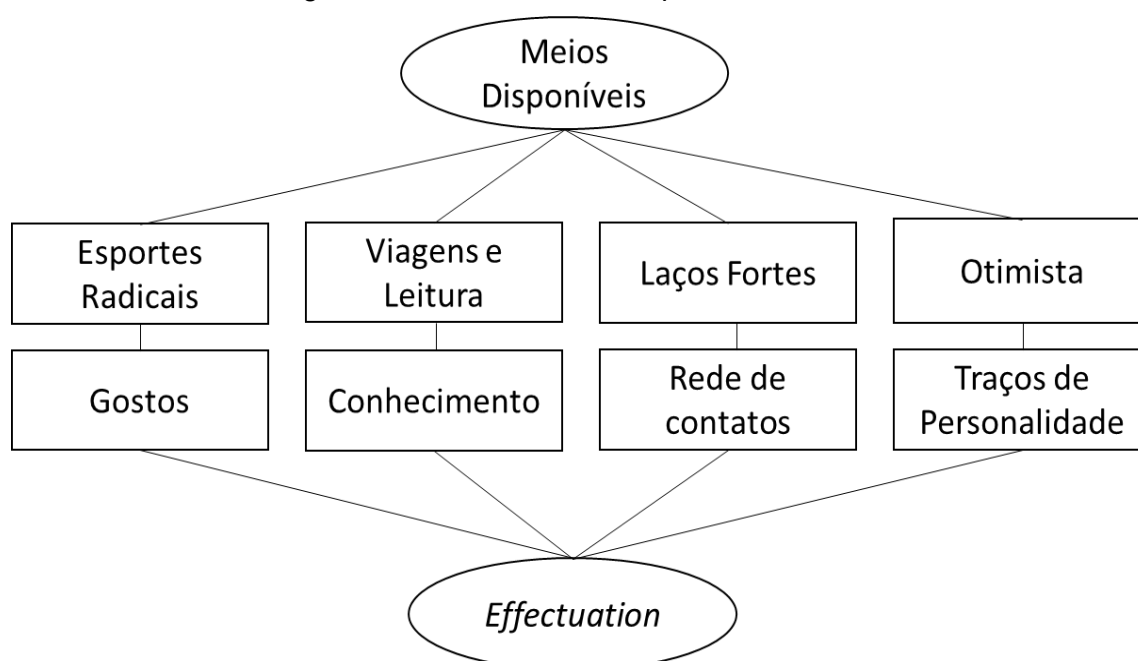 Meios
Disponíveis
Esportes
Radicais
Viagens e
Leitura
Laços Fortes
Otimista
Gostos
Conhecimento
Rede de
contatos
Traços de
Personalidade
Effectuation